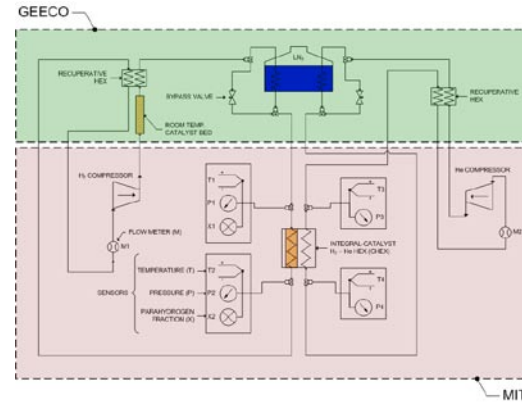 GEECO
LN₂
RECUPERATIVE
HEX
BYPASS VALVE
RECUPERATIVE
HEX
ROOM TEMP.
CATALYST BED
H₂ COMPRESSOR
He COMPRESSOR
T1
P1
X1
T3
P3
FLOW METER (M)
M1
M2
INTEGRAL-CATALYST
H₂ – He HEX (CHEX)
TEMPERATURE (T)
T2
T4
SENSORS
PRESSURE (P)
P2
P4
PARAHYDROGEN
FRACTION (X)
X2
MIT